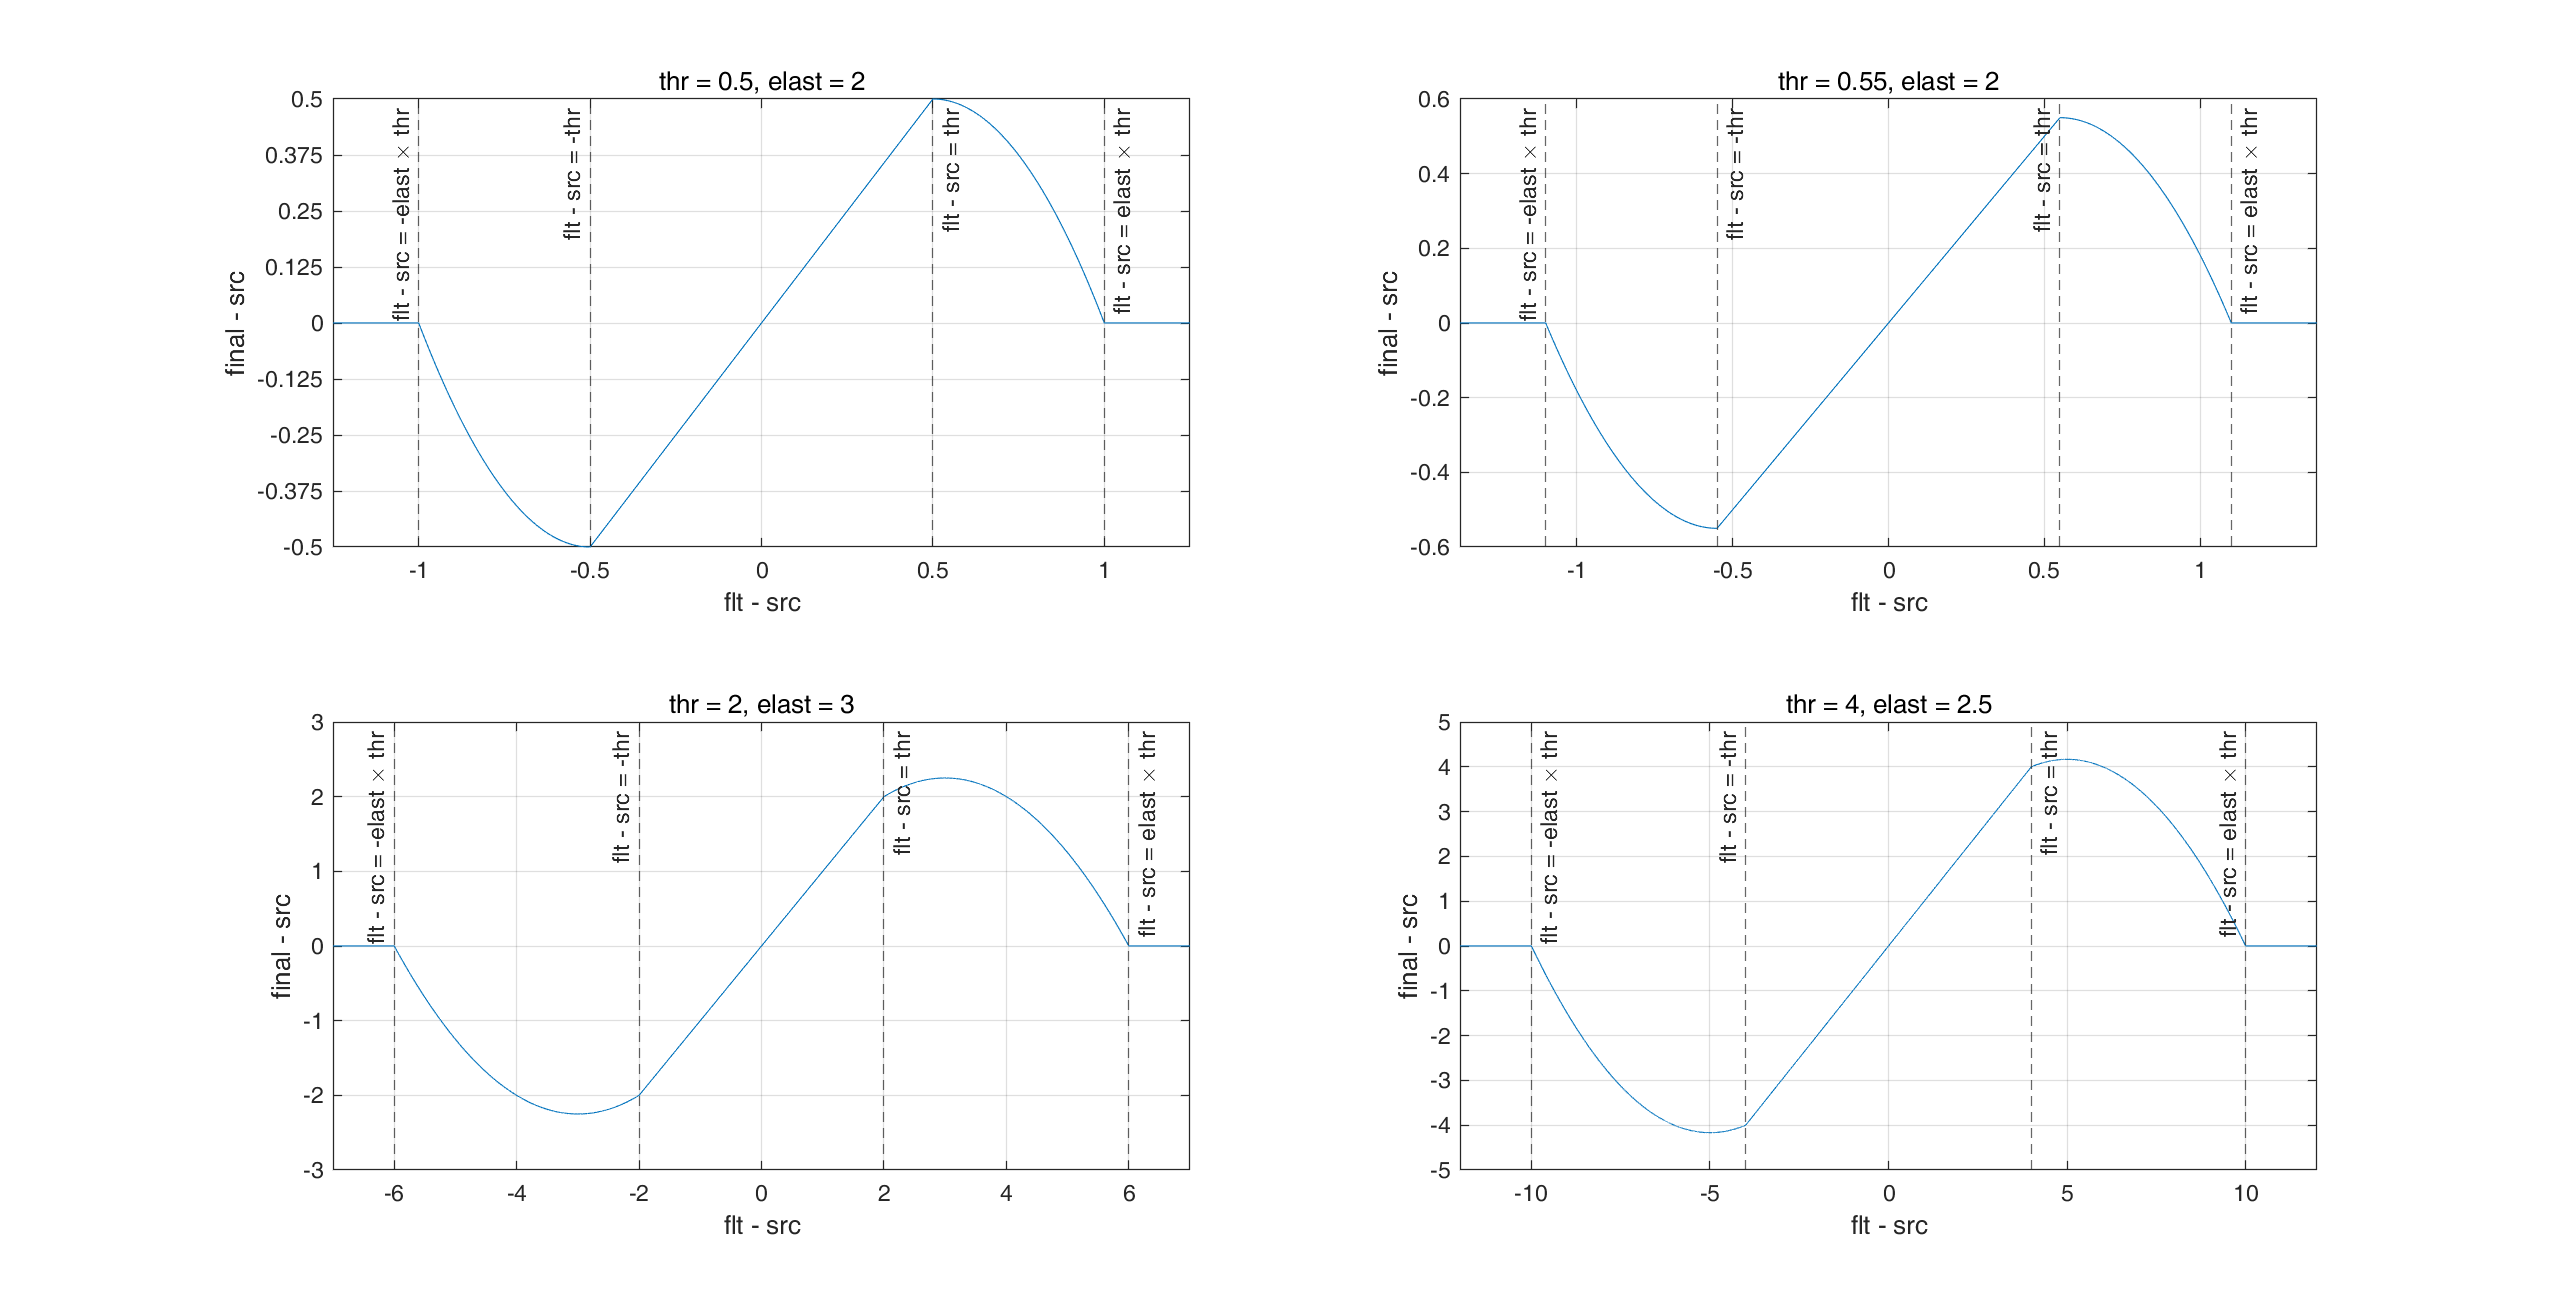 thr = 0.5, elast = 2
0.5
0.375
0.25
0.125
0
-0.125
-0.25
-0.375
-0.5
final - src
flt - src = -elast × thr
flt - src = -thr
flt - src = thr
flt - src = elast × thr
-1
-0.5
0
0.5
1
flt - src
thr = 0.55, elast = 2
0.6
0.4
0.2
0
-0.2
-0.4
-0.6
final - src
flt - src = -elast × thr
flt - src = -thr
flt - src = thr
flt - src = elast × thr
-1
-0.5
0
0.5
1
flt - src
thr = 2, elast = 3
3
2
1
0
-1
-2
-3
final - src
flt - src = -elast × thr
flt - src = -thr
flt - src = thr
flt - src = elast × thr
-6
-4
-2
0
2
4
6
flt - src
thr = 4, elast = 2.5
5
4
3
2
1
0
-1
-2
-3
-4
-5
final - src
flt - src = -elast × thr
flt - src = -thr
flt - src = thr
flt - src = elast × thr
-10
-5
0
5
10
flt - src